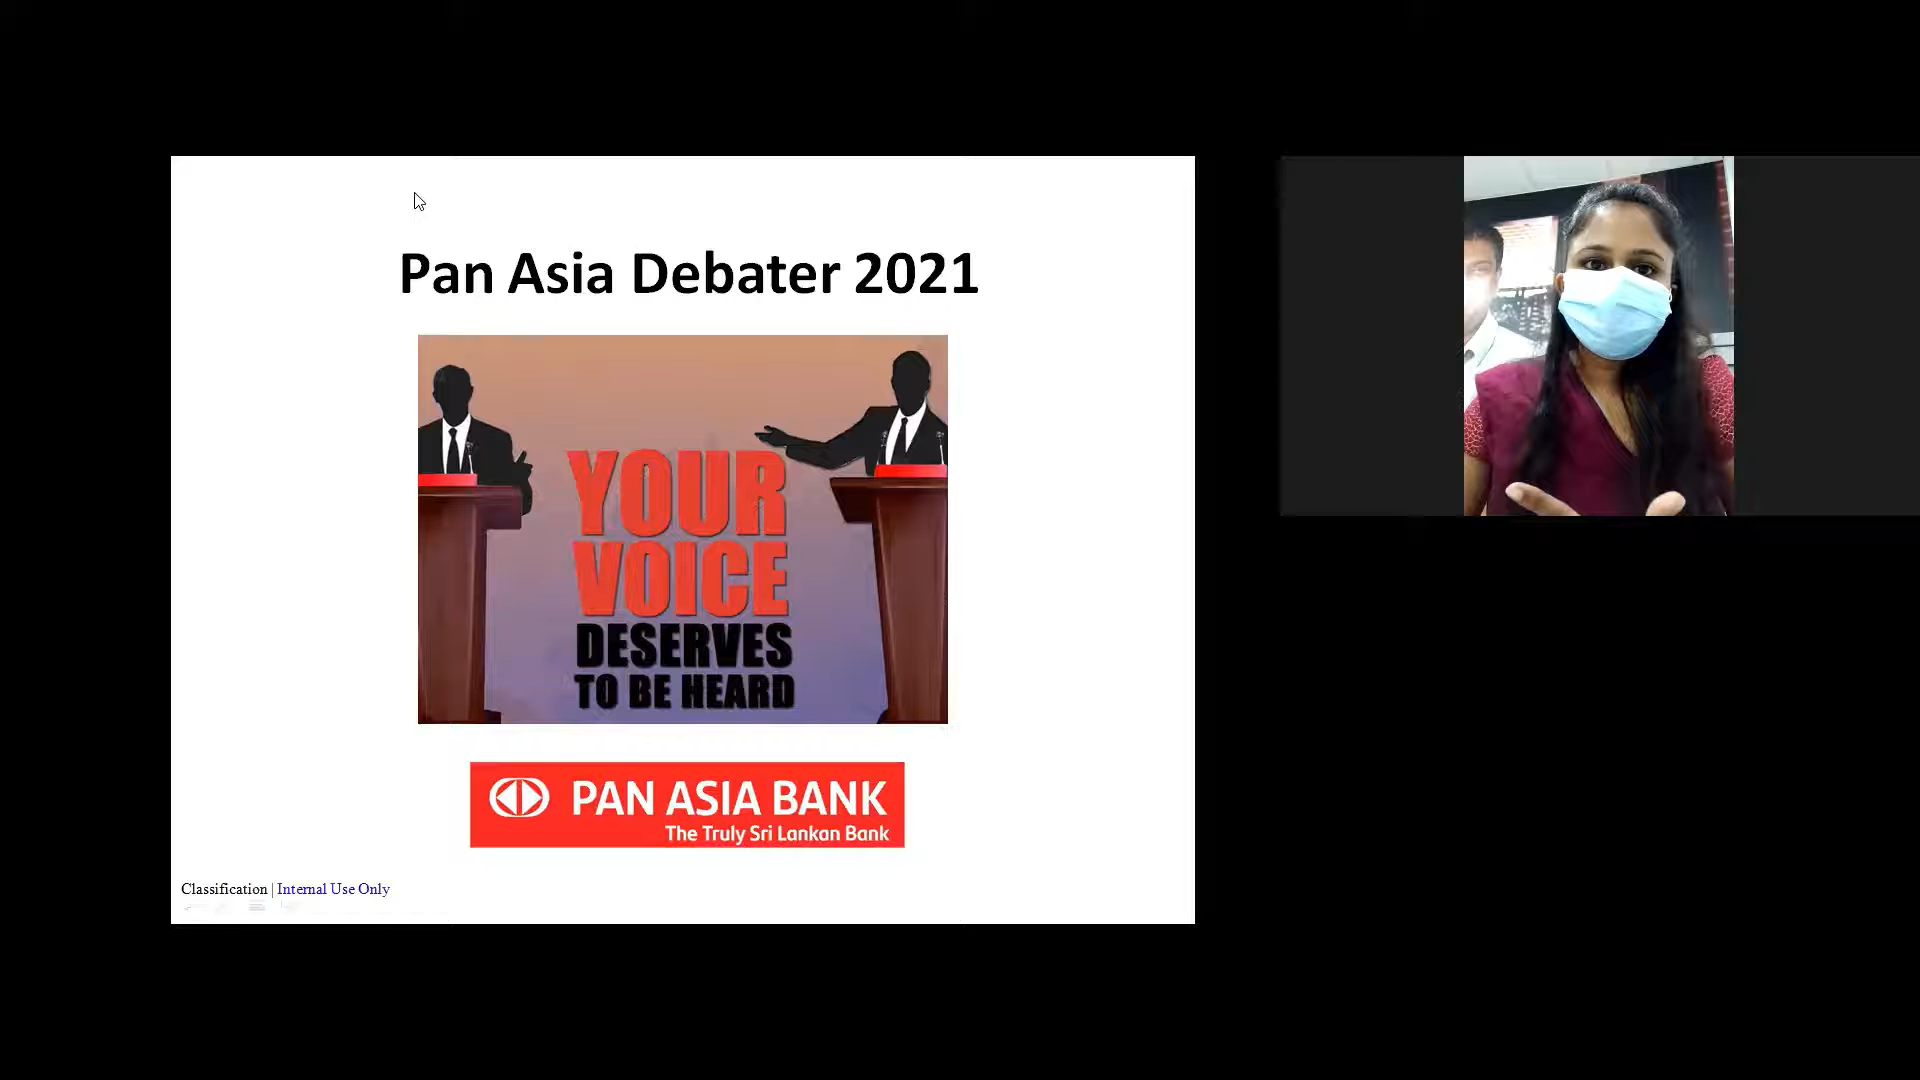 Pan Asia Debater 2021
YOUR
VOICE
DESERVES
TO BE HEARD
PAN ASIA BANK
The Truly Sri Lankan Bank
Classification | Internal Use Only